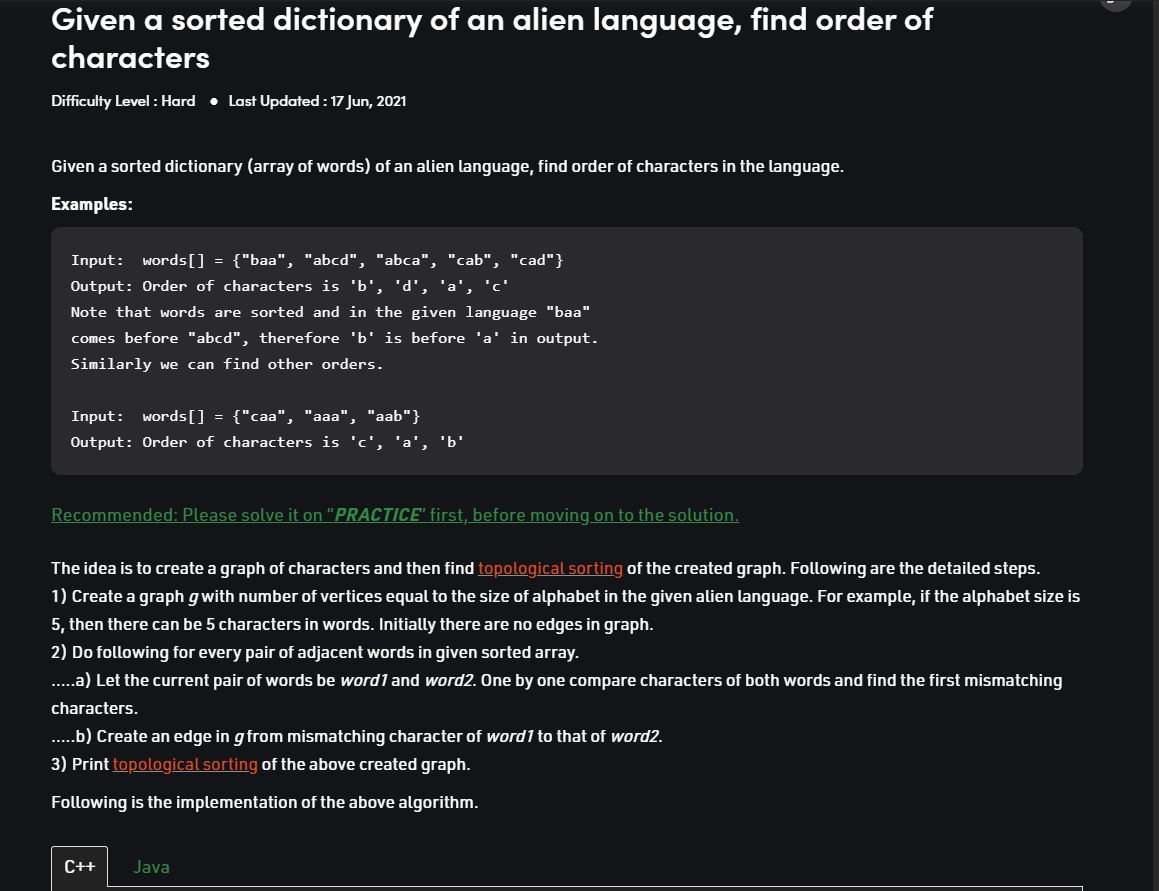 Given a sorted dictionary of an alien language, find order of
characters
Difficulty Level : Hard ● Last Updated : 17 Jun, 2021
Given a sorted dictionary (array of words) of an alien language, find order of characters in the language.
Examples:
Input:  words[] = {"baa", "abcd", "abca", "cab", "cad"}
Output: Order of characters is 'b', 'd', 'a', 'c'
Note that words are sorted and in the given language "baa"
comes before "abcd", therefore 'b' is before 'a' in output.
Similarly we can find other orders.
Input:  words[] = {"caa", "aaa", "aab"}
Output: Order of characters is 'c', 'a', 'b'
Recommended: Please solve it on “PRACTICE” first, before moving on to the solution.
The idea is to create a graph of characters and then find topological sorting of the created graph. Following are the detailed steps.
1) Create a graph g with number of vertices equal to the size of alphabet in the given alien language. For example, if the alphabet size is
5, then there can be 5 characters in words. Initially there are no edges in graph.
2) Do following for every pair of adjacent words in given sorted array.
.....a) Let the current pair of words be word1 and word2. One by one compare characters of both words and find the first mismatching
characters.
.....b) Create an edge in g from mismatching character of word1 to that of word2.
3) Print topological sorting of the above created graph.
Following is the implementation of the above algorithm.
C++ Java